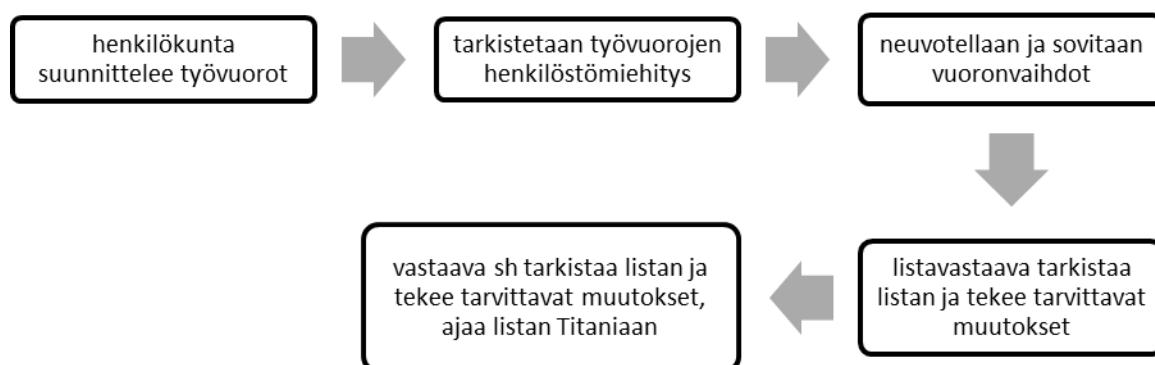 henkilökunta
suunnittelee työvuorot
tarkistetaan työvuorojen
henkilöstömiehitys
neuvotellaan ja sovitaan
vuoronvaihdot
listavastaava tarkistaa
listan ja tekee tarvittavat
muutokset
vastaava sh tarkistaa listan ja
tekee tarvittavat muutokset,
ajaa listan Titaniaan